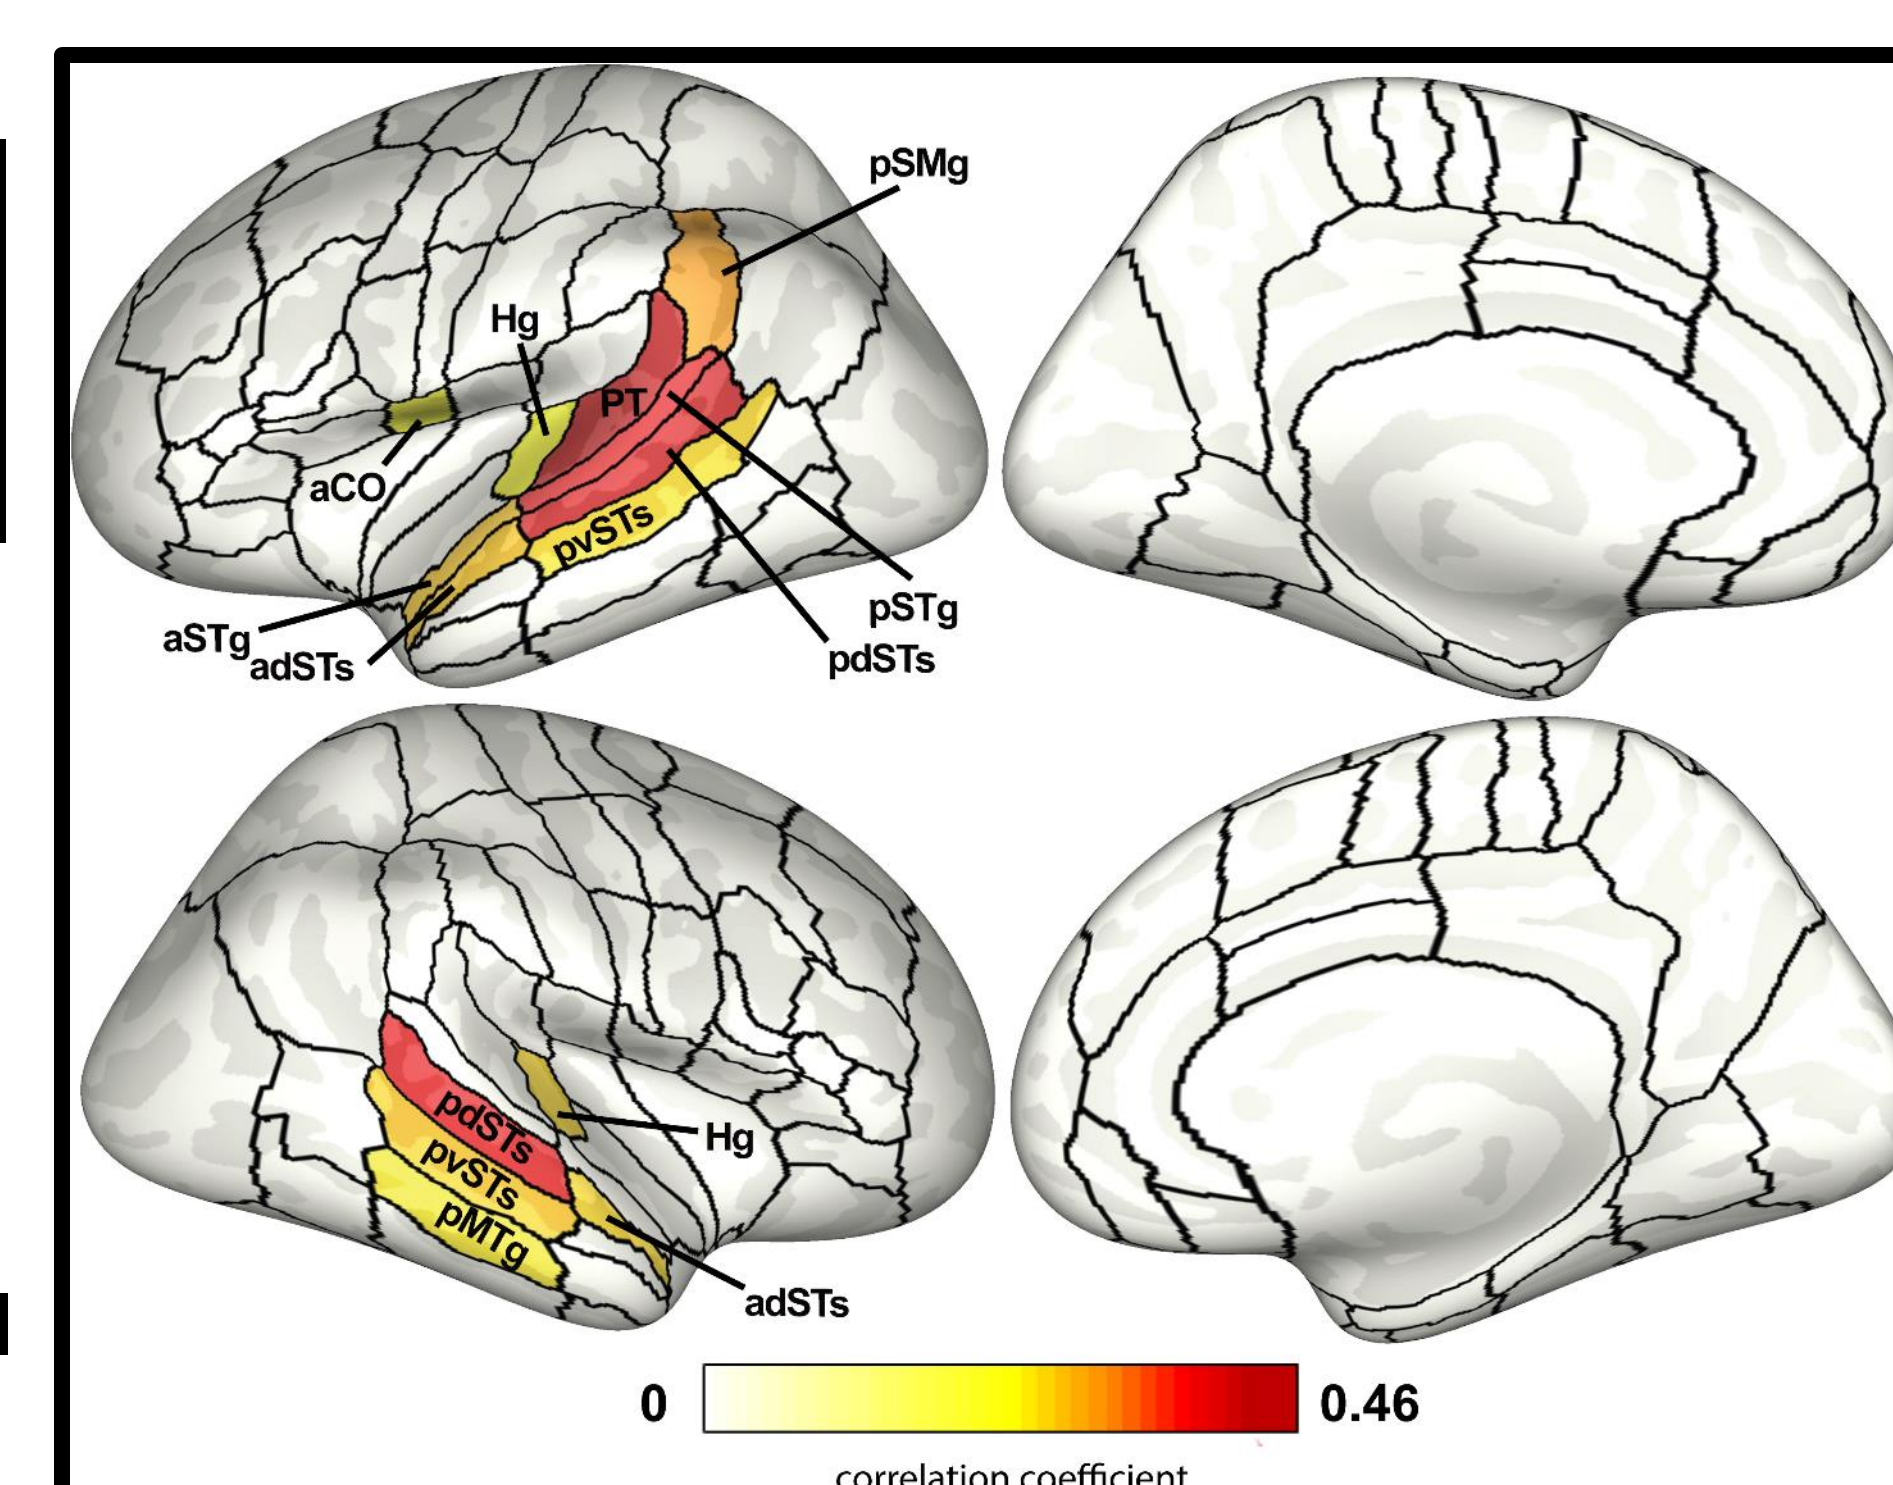 pSMg
Hg
PT
aCO
pvSTs
pSTg
aSTg
adSTs
pdSTs
pdSTs
Hg
pvSTs
pMTg
adSTs
0
0.46
correlation coefficient